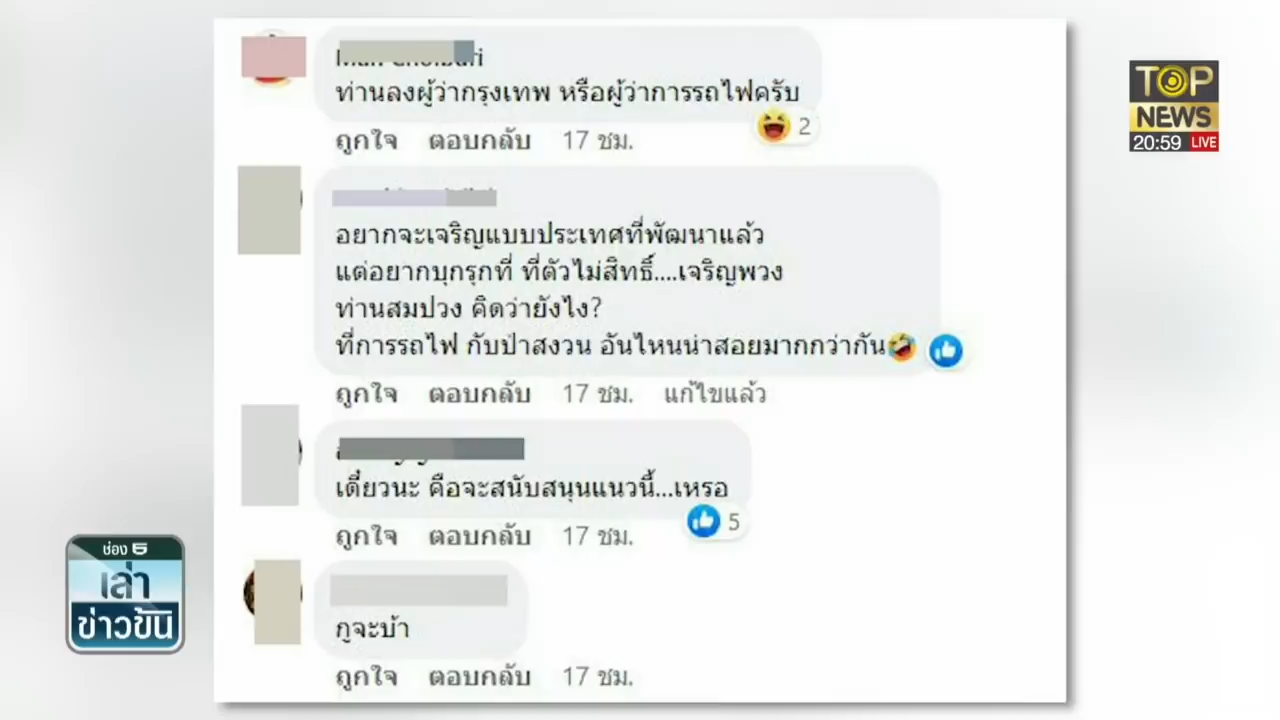 ท่านลงผู้ว่ากรุงเทพ หรือผู้ว่าการรถไฟครับ
2
ถูกใจ ตอบกลับ 17 ชม.
อยากจะเจริญแบบประเทศที่พัฒนาแล้ว
แต่อยากบุกรุกที่ ที่ตัวไม่สิทธิ์....เจริญพวง
ท่านสมปวง คิดว่ายังไง?
ที่การรถไฟ กับป่าสงวน อันไหนน่าสอยมากกว่ากัน
ถูกใจ ตอบกลับ 17 ชม. แก้ไขแล้ว
เดี๋ยวนะ คือจะสนับสนุนแนวนี้...เหรอ
5
ถูกใจ ตอบกลับ 17 ชม.
กูจะบ้า
ถูกใจ ตอบกลับ 17 ชม.
TOP
NEWS
20:59 LIVE
ช่อง 5
เล่า
ข่าวข้น